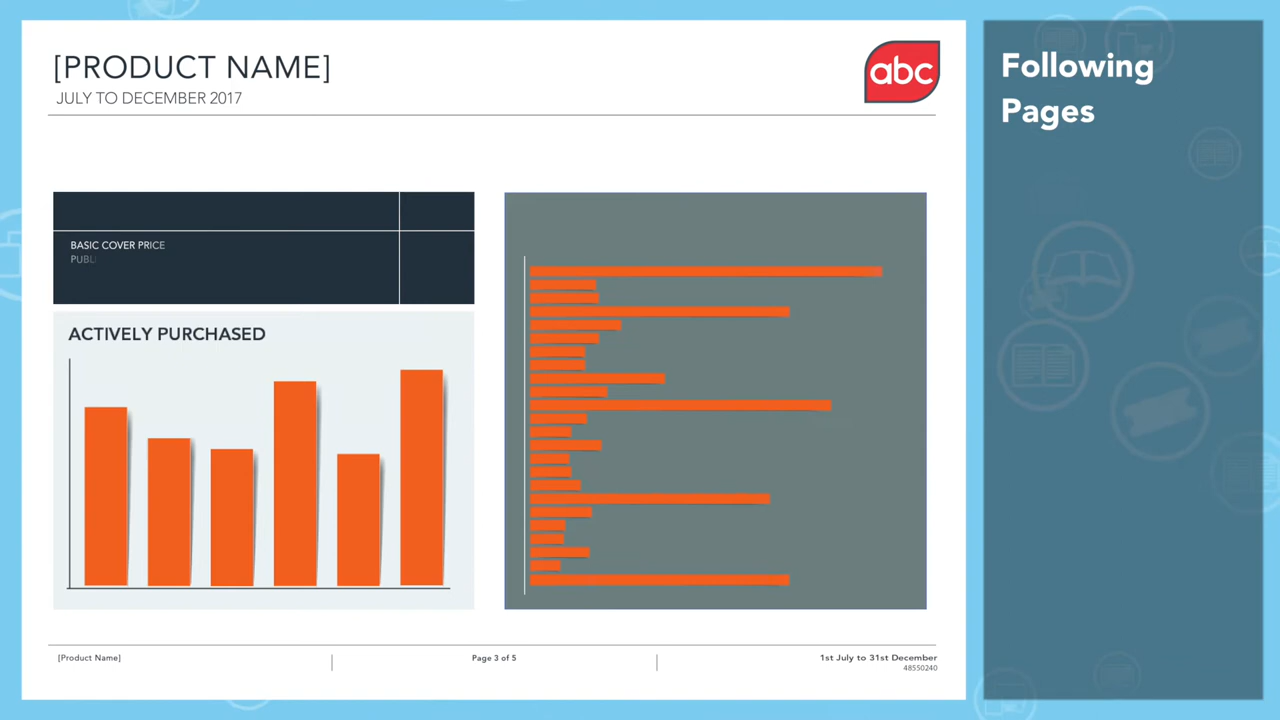 [PRODUCT NAME]
JULY TO DECEMBER 2017
abc
Following
Pages
BASIC COVER PRICE
PUBLI
ACTIVELY PURCHASED
[Product Name]
Page 3 of 5
1st July to 31st December
48550240